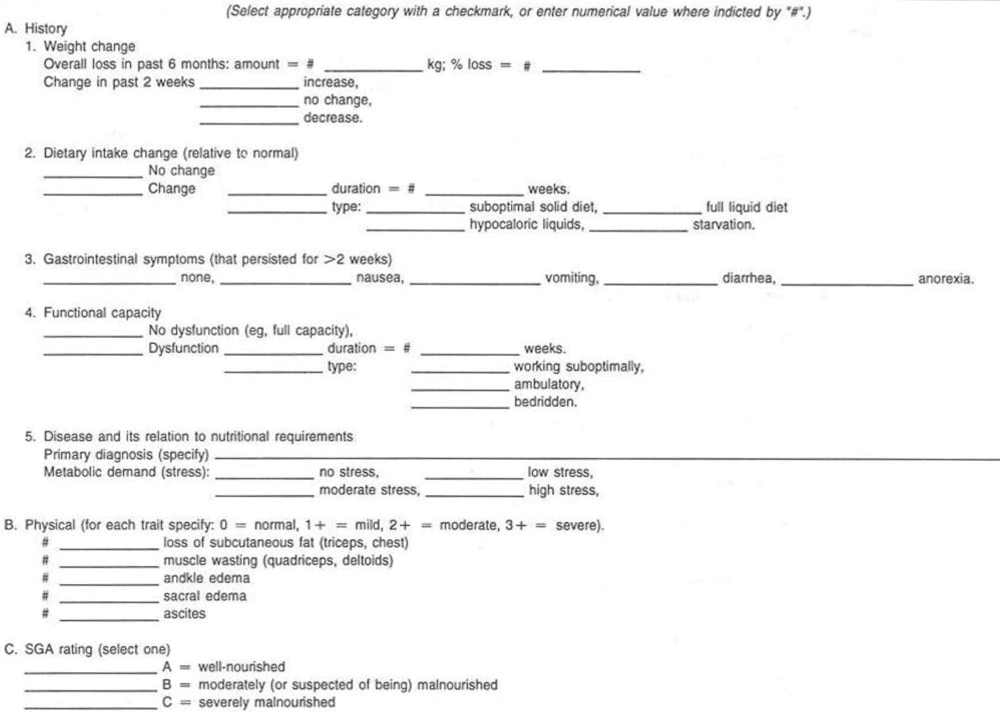 (Select appropriate category with a checkmark, or enter numerical value where indicted by "#".)
A. History
1. Weight change
Overall loss in past 6 months: amount = # __________ kg; % loss = # __________
Change in past 2 weeks __________ increase,
__________ no change,
__________ decrease.
2. Dietary intake change (relative to normal)
__________ No change
__________ Change __________ duration = # __________ weeks.
__________ type: __________ suboptimal solid diet, __________ full liquid diet
__________ hypocaloric liquids, __________ starvation.
3. Gastrointestinal symptoms (that persisted for >2 weeks)
__________ none, __________ nausea, __________ vomiting, __________ diarrhea, __________ anorexia.
4. Functional capacity
__________ No dysfunction (eg, full capacity),
__________ Dysfunction __________ duration = # __________ weeks.
__________ type: __________ working suboptimally,
__________ ambulatory,
__________ bedridden.
5. Disease and its relation to nutritional requirements
Primary diagnosis (specify) __________
Metabolic demand (stress): __________ no stress, __________ low stress,
__________ moderate stress, __________ high stress,
B. Physical (for each trait specify: 0 = normal, 1+ = mild, 2+ = moderate, 3+ = severe).
# __________ loss of subcutaneous fat (triceps, chest)
# __________ muscle wasting (quadriceps, deltoids)
# __________ andkle edema
# __________ sacral edema
# __________ ascites
C. SGA rating (select one)
__________ A = well-nourished
__________ B = moderately (or suspected of being) malnourished
__________ C = severely malnourished